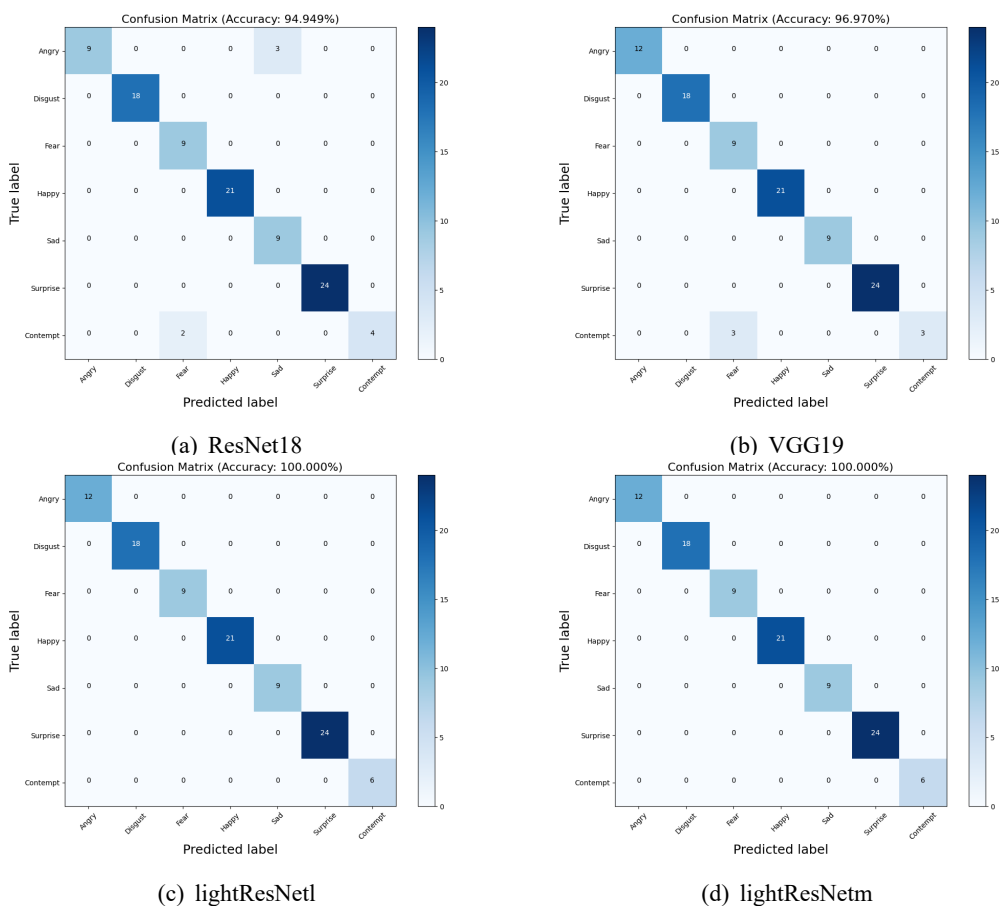 Confusion Matrix (Accuracy: 94.949%)
Angry 9 0 0 0 3 0 0
Disgust 0 18 0 0 0 0 0
Fear 0 0 9 0 0 0 0
Happy 0 0 0 21 0 0 0
Sad 0 0 0 0 9 0 0
Surprise 0 0 0 0 0 24 0
Contempt 0 0 2 0 0 0 4
True label
Angry Disgust Fear Happy Sad Surprise Contempt
Predicted label
20
15
10
5
0
(a) ResNet18
Confusion Matrix (Accuracy: 96.970%)
Angry 12 0 0 0 0 0 0
Disgust 0 18 0 0 0 0 0
Fear 0 0 9 0 0 0 0
Happy 0 0 0 21 0 0 0
Sad 0 0 0 0 9 0 0
Surprise 0 0 0 0 0 24 0
Contempt 0 0 3 0 0 0 3
True label
Angry Disgust Fear Happy Sad Surprise Contempt
Predicted label
20
15
10
5
0
(b) VGG19
Confusion Matrix (Accuracy: 100.000%)
Angry 12 0 0 0 0 0 0
Disgust 0 18 0 0 0 0 0
Fear 0 0 9 0 0 0 0
Happy 0 0 0 21 0 0 0
Sad 0 0 0 0 9 0 0
Surprise 0 0 0 0 0 24 0
Contempt 0 0 0 0 0 0 6
True label
Angry Disgust Fear Happy Sad Surprise Contempt
Predicted label
20
15
10
5
0
(c) lightResNetl
Confusion Matrix (Accuracy: 100.000%)
Angry 12 0 0 0 0 0 0
Disgust 0 18 0 0 0 0 0
Fear 0 0 9 0 0 0 0
Happy 0 0 0 21 0 0 0
Sad 0 0 0 0 9 0 0
Surprise 0 0 0 0 0 24 0
Contempt 0 0 0 0 0 0 6
True label
Angry Disgust Fear Happy Sad Surprise Contempt
Predicted label
20
15
10
5
0
(d) lightResNetm